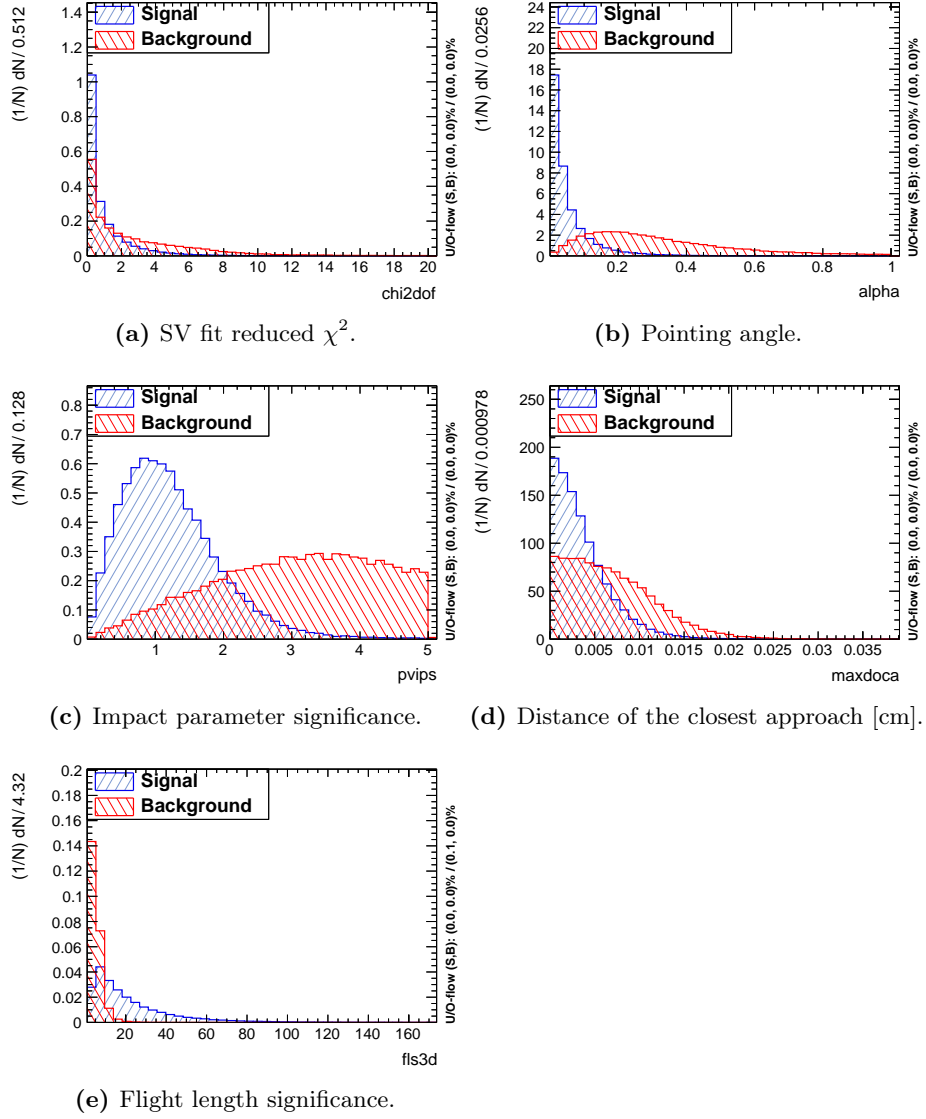 (1/N) dN / 0.512
1.4
1.2
1
0.8
0.6
0.4
0.2
0
Signal
Background
U/O-flow (S,B): (0.0, 0.0)% / (0.0, 0.0)%
0 2 4 6 8 10 12 14 16 18 20
chi2dof
(a) SV fit reduced χ².
(1/N) dN / 0.0256
24
22
20
18
16
14
12
10
8
6
4
2
0
Signal
Background
U/O-flow (S,B): (0.0, 0.0)% / (0.0, 0.0)%
0.2 0.4 0.6 0.8 1
alpha
(b) Pointing angle.
(1/N) dN / 0.128
0.8
0.7
0.6
0.5
0.4
0.3
0.2
0.1
0
Signal
Background
U/O-flow (S,B): (0.0, 0.0)% / (0.0, 0.0)%
1 2 3 4 5
pvips
(c) Impact parameter significance.
(1/N) dN / 0.000978
250
200
150
100
50
0
Signal
Background
U/O-flow (S,B): (0.0, 0.0)% / (0.0, 0.0)%
0 0.005 0.01 0.015 0.02 0.025 0.03 0.035
maxdoca
(d) Distance of the closest approach [cm].
(1/N) dN / 4.32
0.2
0.18
0.16
0.14
0.12
0.1
0.08
0.06
0.04
0.02
0
Signal
Background
U/O-flow (S,B): (0.0, 0.0)% / (0.1, 0.0)%
20 40 60 80 100 120 140 160
fls3d
(e) Flight length significance.